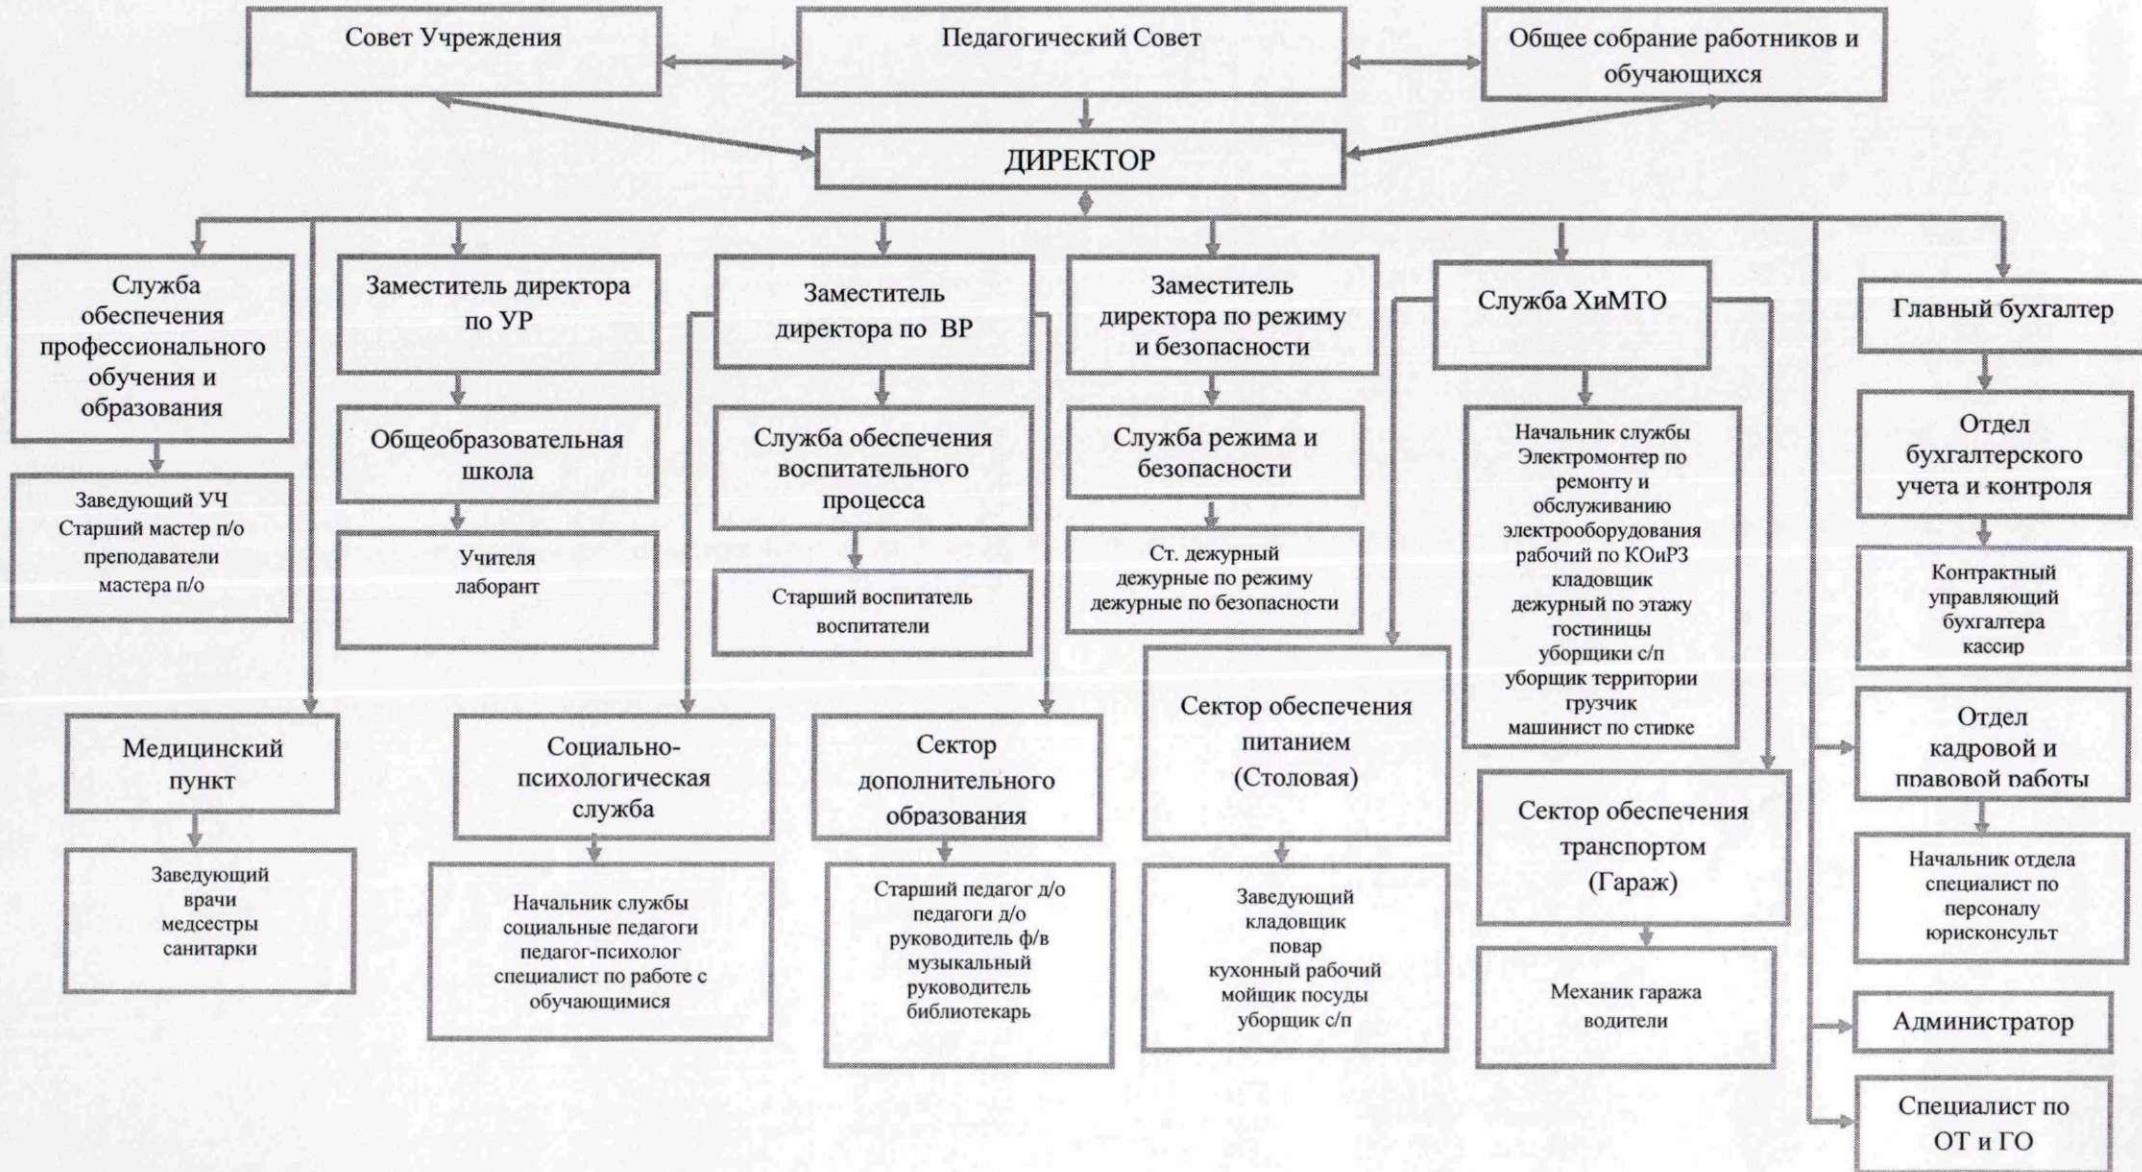 Совет Учреждения
Педагогический Совет
Общее собрание работников и
обучающихся
ДИРЕКТОР
Служба
обеспечения
профессионального
обучения и
образования
Заместитель директора
по УР
Заместитель
директора по ВР
Заместитель
директора по режиму
и безопасности
Служба ХиМТО
Главный бухгалтер
Заведующий УЧ
Старший мастер п/о
преподаватели
мастера п/о
Общеобразовательная
школа
Учителя
лаборант
Служба обеспечения
воспитательного
процесса
Старший воспитатель
воспитатели
Служба режима и
безопасности
Ст. дежурный
дежурные по режиму
дежурные по безопасности
Начальник службы
Электромонтер по
ремонту и
обслуживанию
электрооборудования
рабочий по КОиРЗ
кладовщик
дежурный по этажу
гостиницы
уборщики с/п
уборщик территории
грузчик
машинист по стирке
Отдел
бухгалтерского
учета и контроля
Контрактный
управляющий
бухгалтера
кассир
Медицинский
пункт
Заведующий
врачи
медсестры
санитарки
Социально-
психологическая
служба
Начальник службы
социальные педагоги
педагог-психолог
специалист по работе с
обучающимися
Сектор
дополнительного
образования
Старший педагог д/о
педагоги д/о
руководитель ф/в
музыкальный
руководитель
библиотекарь
Сектор обеспечения
питанием
(Столовая)
Заведующий
кладовщик
повар
кухонный рабочий
мойщик посуды
уборщик с/п
Сектор обеспечения
транспортом
(Гараж)
Механик гаража
водители
Отдел
кадровой и
правовой работы
Начальник отдела
специалист по
персоналу
юрисконсульт
Администратор
Специалист по
ОТ и ГО